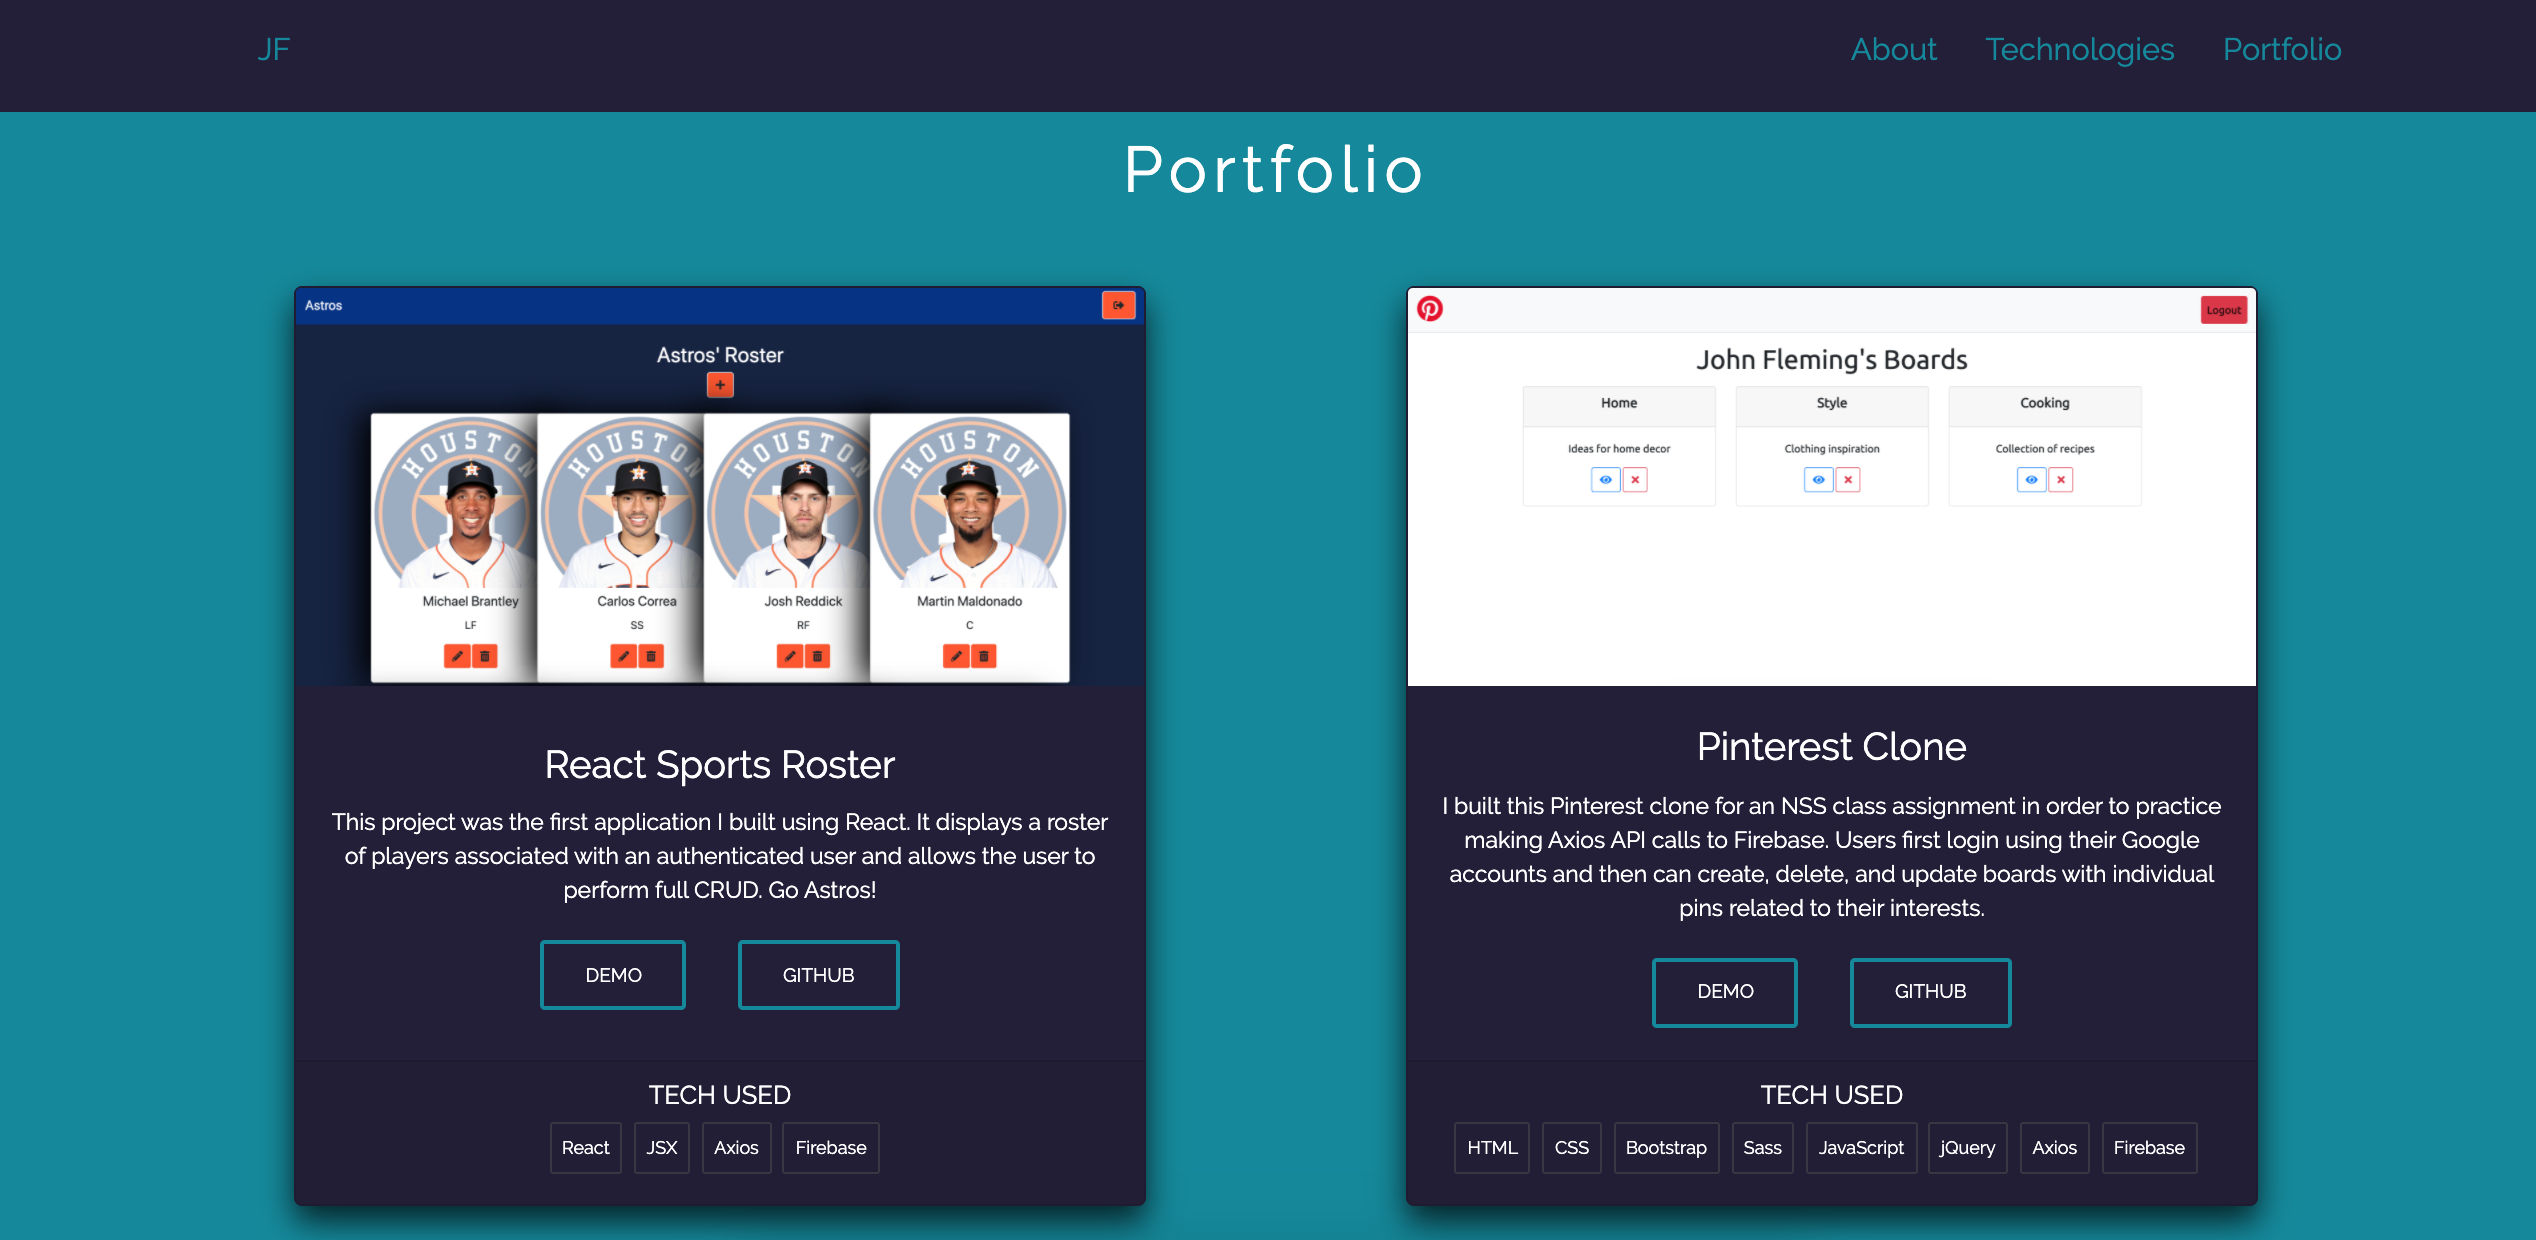 JF
About Technologies Portfolio
Portfolio
Astros
Astros' Roster
HOUSTON HOUSTON HOUSTON HOUSTON
Michael Brantley Carlos Correa Josh Reddick Martin Maldonado
LF SS RF C
React Sports Roster
This project was the first application I built using React. It displays a roster
of players associated with an authenticated user and allows the user to
perform full CRUD. Go Astros!
DEMO GITHUB
TECH USED
React JSX Axios Firebase
Logout
John Fleming's Boards
Home Style Cooking
Ideas for home decor Clothing inspiration Collection of recipes
Pinterest Clone
I built this Pinterest clone for an NSS class assignment in order to practice
making Axios API calls to Firebase. Users first login using their Google
accounts and then can create, delete, and update boards with individual
pins related to their interests.
DEMO GITHUB
TECH USED
HTML CSS Bootstrap Sass JavaScript jQuery Axios Firebase